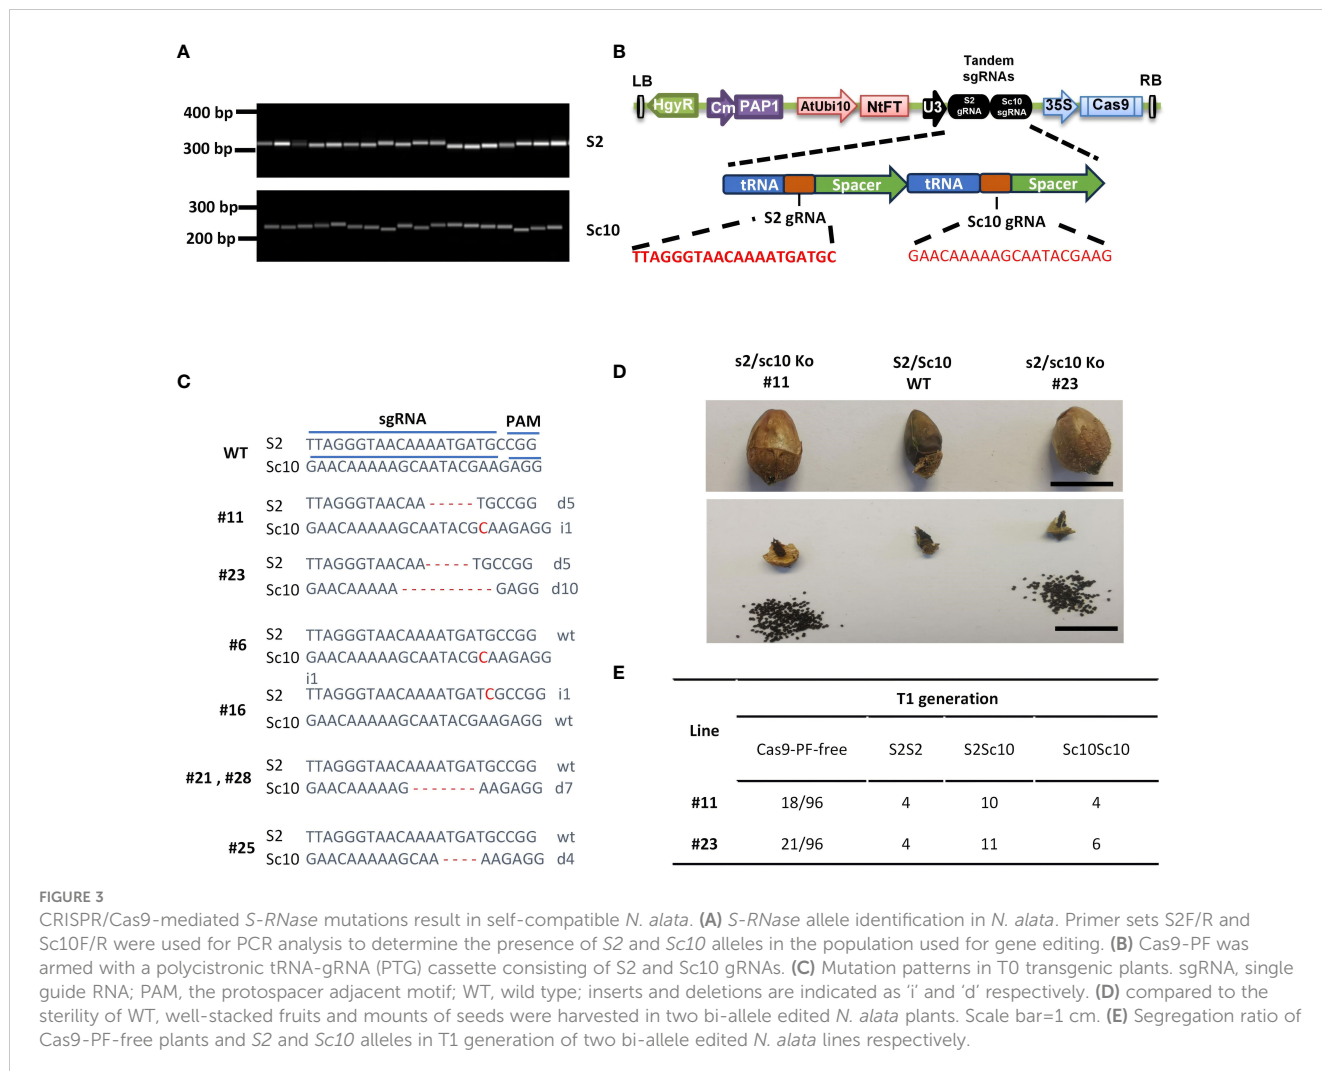 A
400 bp
300 bp
S2
300 bp
200 bp
Sc10
B
LB
HgyR
Cm
PAP1
AtUbi10
NtFT
U3
Tandem
sgRNAs
S2
gRNA
Sc10
sgRNA
35S
Cas9
RB
tRNA
Spacer
tRNA
Spacer
S2 gRNA
Sc10 gRNA
TTAGGGTAACAAAATGATGC
GAACAAAAAGCAATACGAAG
C
sgRNA
PAM
WT
S2 TTAGGGTAACAAAATGATGCCGG
Sc10 GAACAAAAAGCAATACGAAGAGG
#11
S2 TTAGGGTAACAA - - - - - TGCCGG d5
Sc10 GAACAAAAAGCAATACGCAAGAGG i1
#23
S2 TTAGGGTAACAA- - - - - TGCCGG d5
Sc10 GAACAAAAA - - - - - - - - - - GAGG d10
#6
S2 TTAGGGTAACAAAATGATGCCGG wt
Sc10 GAACAAAAAGCAATACGCAAGAGG
i1
#16
S2 TTAGGGTAACAAAATGATCGCCGG i1
Sc10 GAACAAAAAGCAATACGAAGAGG wt
#21 , #28
S2 TTAGGGTAACAAAATGATGCCGG wt
Sc10 GAACAAAAAG - - - - - - - AAGAGG d7
#25
S2 TTAGGGTAACAAAATGATGCCGG wt
Sc10 GAACAAAAAGCAA - - - - AAGAGG d4
D
s2/sc10 Ko
#11
S2/Sc10
WT
s2/sc10 Ko
#23
E
T1 generation
Line
Cas9-PF-free S2S2 S2Sc10 Sc10Sc10
#11 18/96 4 10 4
#23 21/96 4 11 6
FIGURE 3
CRISPR/Cas9-mediated S-RNase mutations result in self-compatible N. alata. (A) S-RNase allele identification in N. alata. Primer sets S2F/R and
Sc10F/R were used for PCR analysis to determine the presence of S2 and Sc10 alleles in the population used for gene editing. (B) Cas9-PF was
armed with a polycistronic tRNA-gRNA (PTG) cassette consisting of S2 and Sc10 gRNAs. (C) Mutation patterns in T0 transgenic plants. sgRNA, single
guide RNA; PAM, the protospacer adjacent motif; WT, wild type; inserts and deletions are indicated as ‘i’ and ‘d’ respectively. (D) compared to the
sterility of WT, well-stacked fruits and mounts of seeds were harvested in two bi-allele edited N. alata plants. Scale bar=1 cm. (E) Segregation ratio of
Cas9-PF-free plants and S2 and Sc10 alleles in T1 generation of two bi-allele edited N. alata lines respectively.